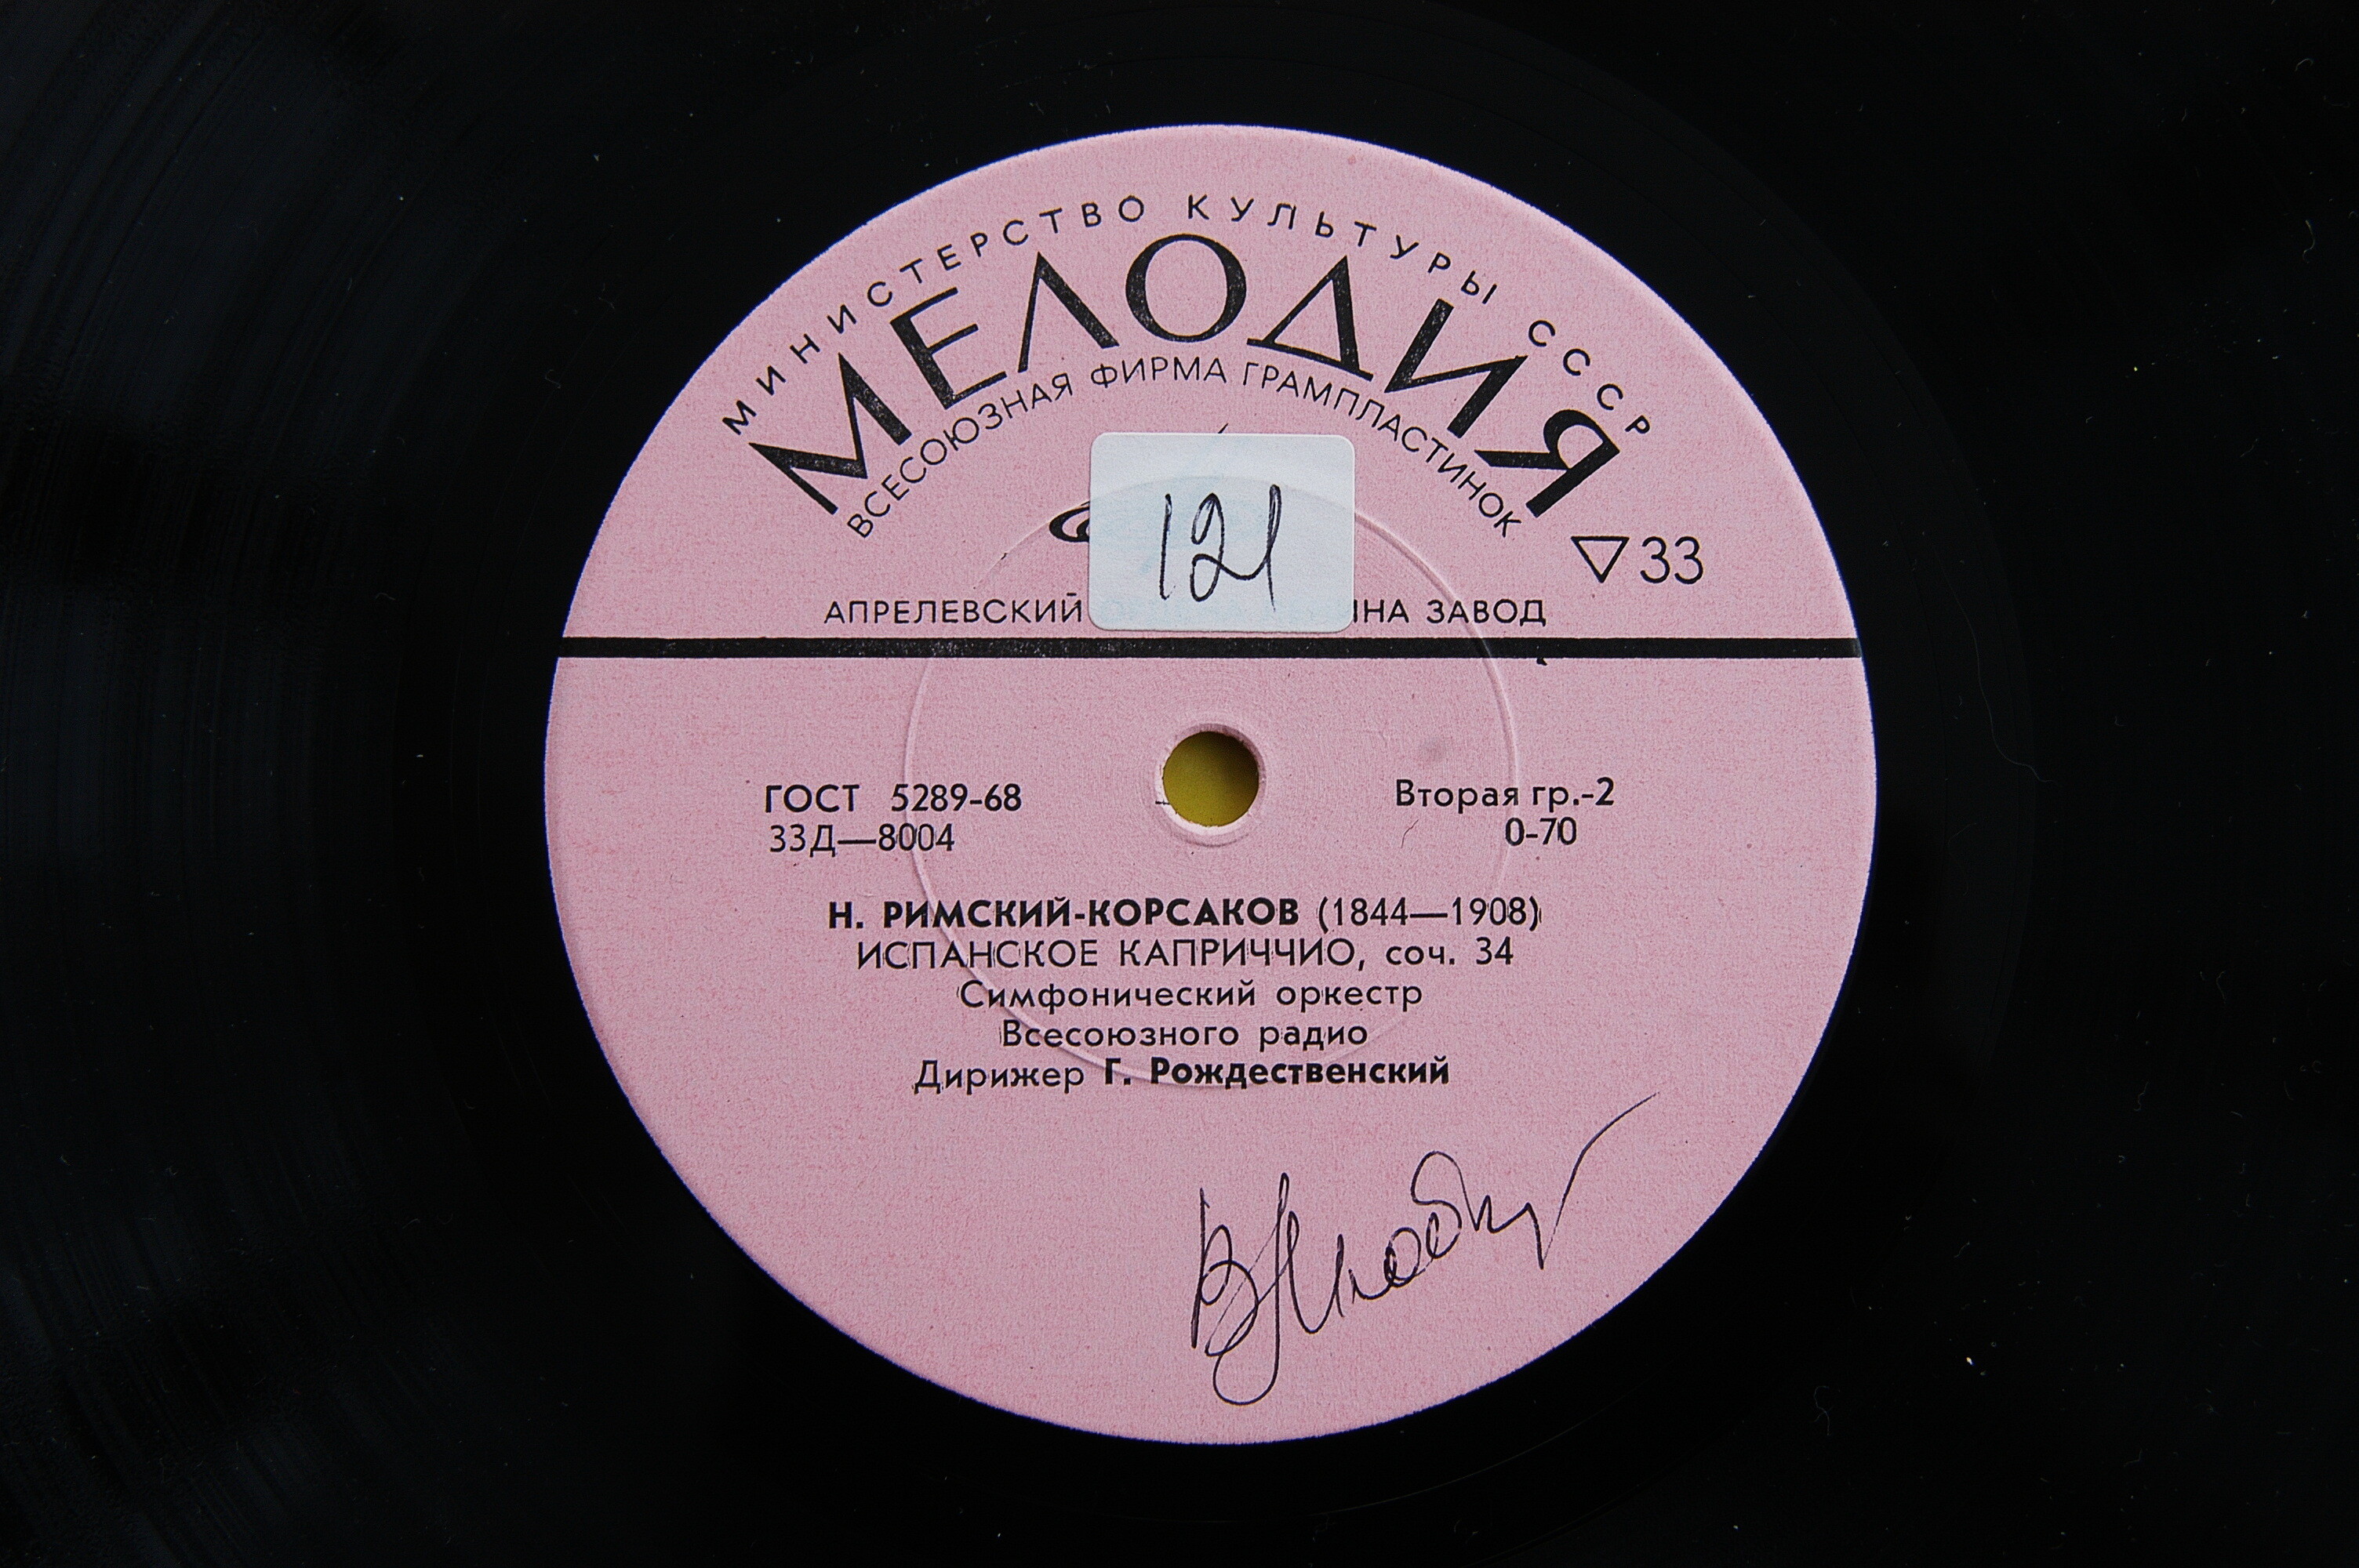 МИНИСТЕРСТВО КУЛЬТУРЫ СССР
МЕЛОДИЯ
ВСЕСОЮЗНАЯ ФИРМА ГРАМПЛАСТИНОК
33
121
АПРЕЛЕВСКИЙ ЗАВОД
ГОСТ 5289-68
33Д—8004
Вторая гр.-2
0-70
Н. РИМСКИЙ-КОРСАКОВ (1844—1908)
ИСПАНСКОЕ КАПРИЧЧИО, соч. 34
Симфонический оркестр
Всесоюзного радио
Дирижер Г. Рождественский